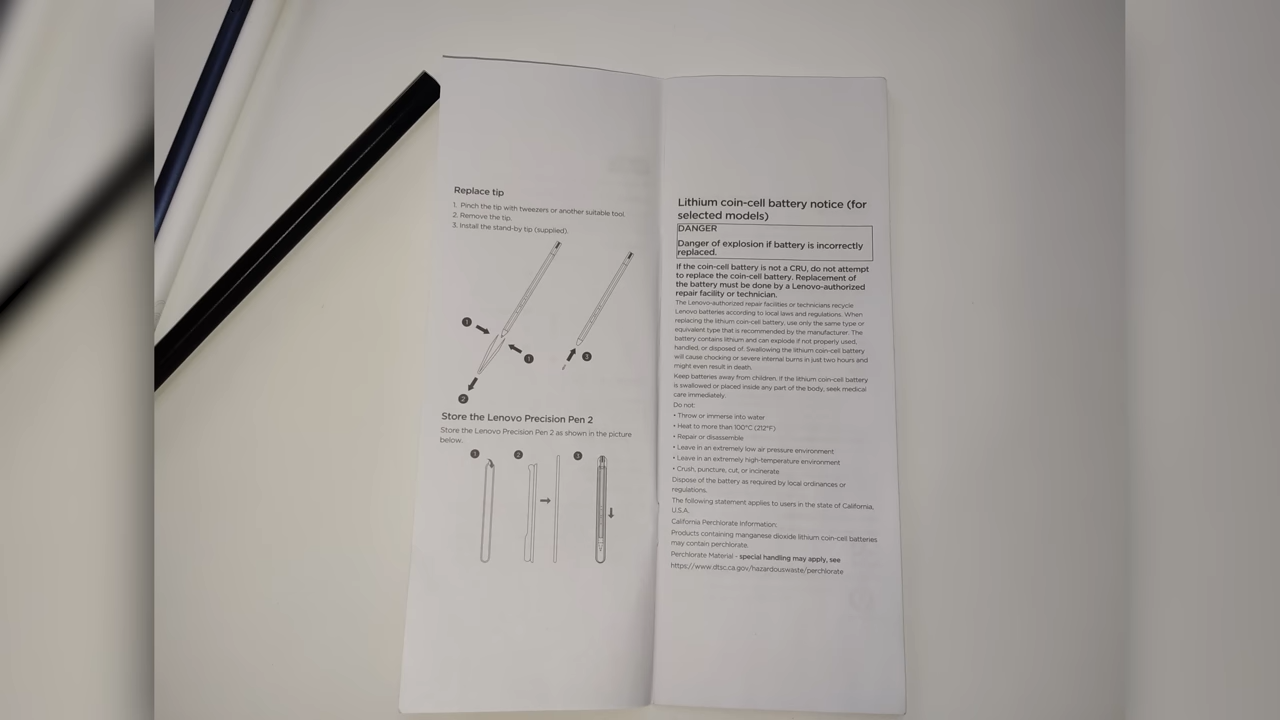 Replace tip
1. Pinch the tip with tweezers or another suitable tool.
2. Remove the tip.
3. Install the stand-by tip (supplied).
1
1
2
3
Store the Lenovo Precision Pen 2
Store the Lenovo Precision Pen 2 as shown in the picture
below.
1
2
3
Lithium coin-cell battery notice (for
selected models)
DANGER
Danger of explosion if battery is incorrectly
replaced.
If the coin-cell battery is not a CRU, do not attempt
to replace the coin-cell battery. Replacement of
the battery must be done by a Lenovo-authorized
repair facility or technician.
The Lenovo-authorized repair facilities or technicians recycle
Lenovo batteries according to local laws and regulations. When
replacing the lithium coin-cell battery, use only the same type or
equivalent type that is recommended by the manufacturer. The
battery contains lithium and can explode if not properly used,
handled, or disposed of. Swallowing the lithium coin-cell battery
will cause chocking or severe internal burns in just two hours and
might even result in death.
Keep batteries away from children. If the lithium coin-cell battery
is swallowed or placed inside any part of the body, seek medical
care immediately.
Do not:
• Throw or immerse into water
• Heat to more than 100°C (212°F)
• Repair or disassemble
• Leave in an extremely low air pressure environment
• Leave in an extremely high-temperature environment
• Crush, puncture, cut, or incinerate
Dispose of the battery as required by local ordinances or
regulations.
The following statement applies to users in the state of California,
U.S.A.
California Perchlorate Information:
Products containing manganese dioxide lithium coin-cell batteries
may contain perchlorate.
Perchlorate Material - special handling may apply, see
https://www.dtsc.ca.gov/hazardouswaste/perchlorate